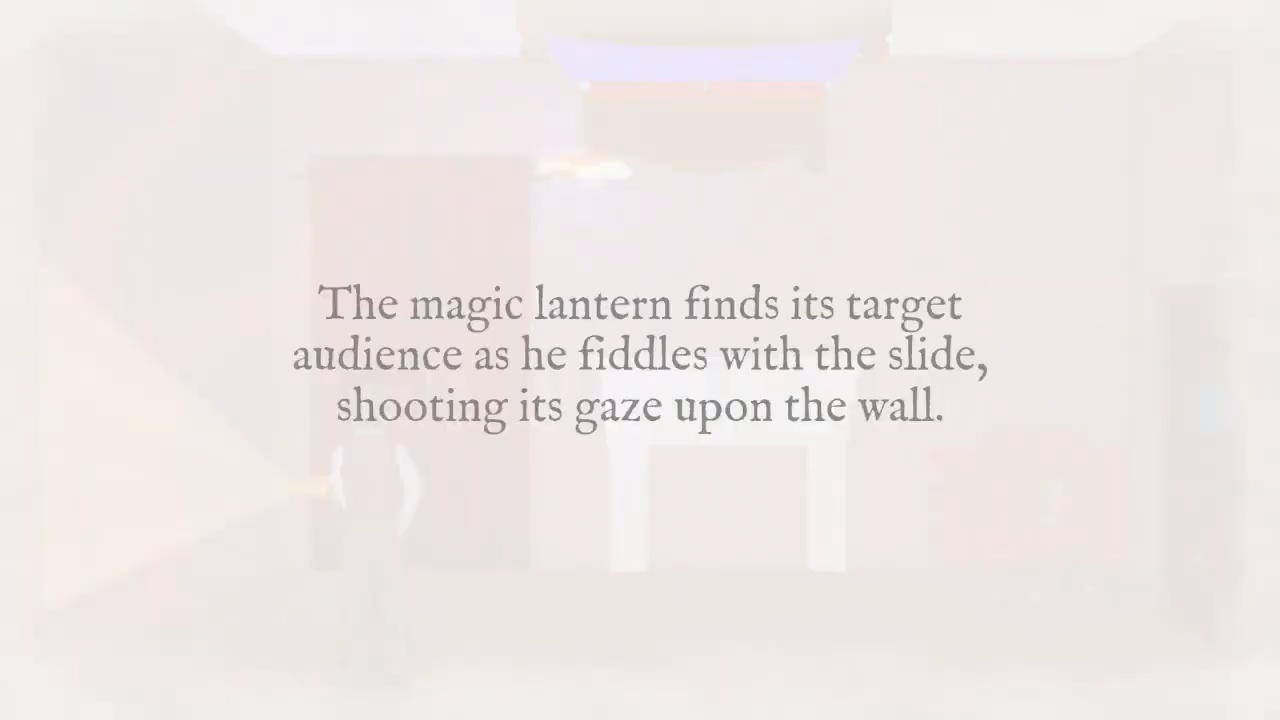 The magic lantern finds its target
audience as he fiddles with the slide,
shooting its gaze upon the wall.